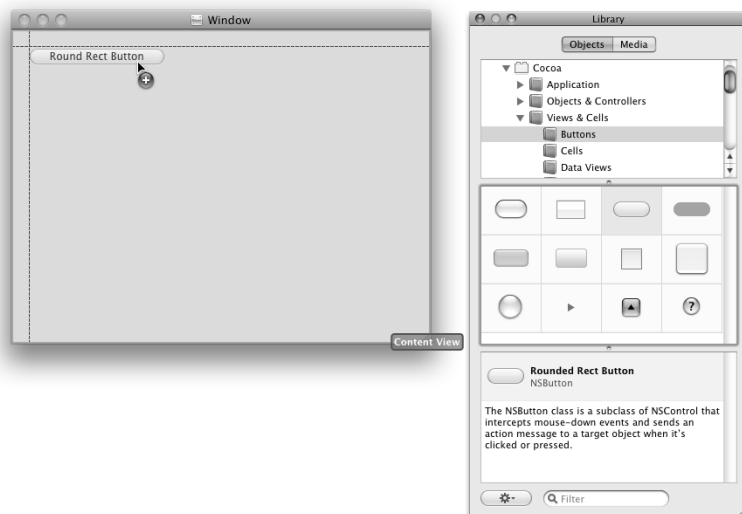 Window
Round Rect Button
Content View
Library
Objects Media
Cocoa
Application
Objects & Controllers
Views & Cells
Buttons
Cells
Data Views
?
Rounded Rect Button
NSButton
The NSButton class is a subclass of NSControl that
intercepts mouse-down events and sends an
action message to a target object when it's
clicked or pressed.
Filter